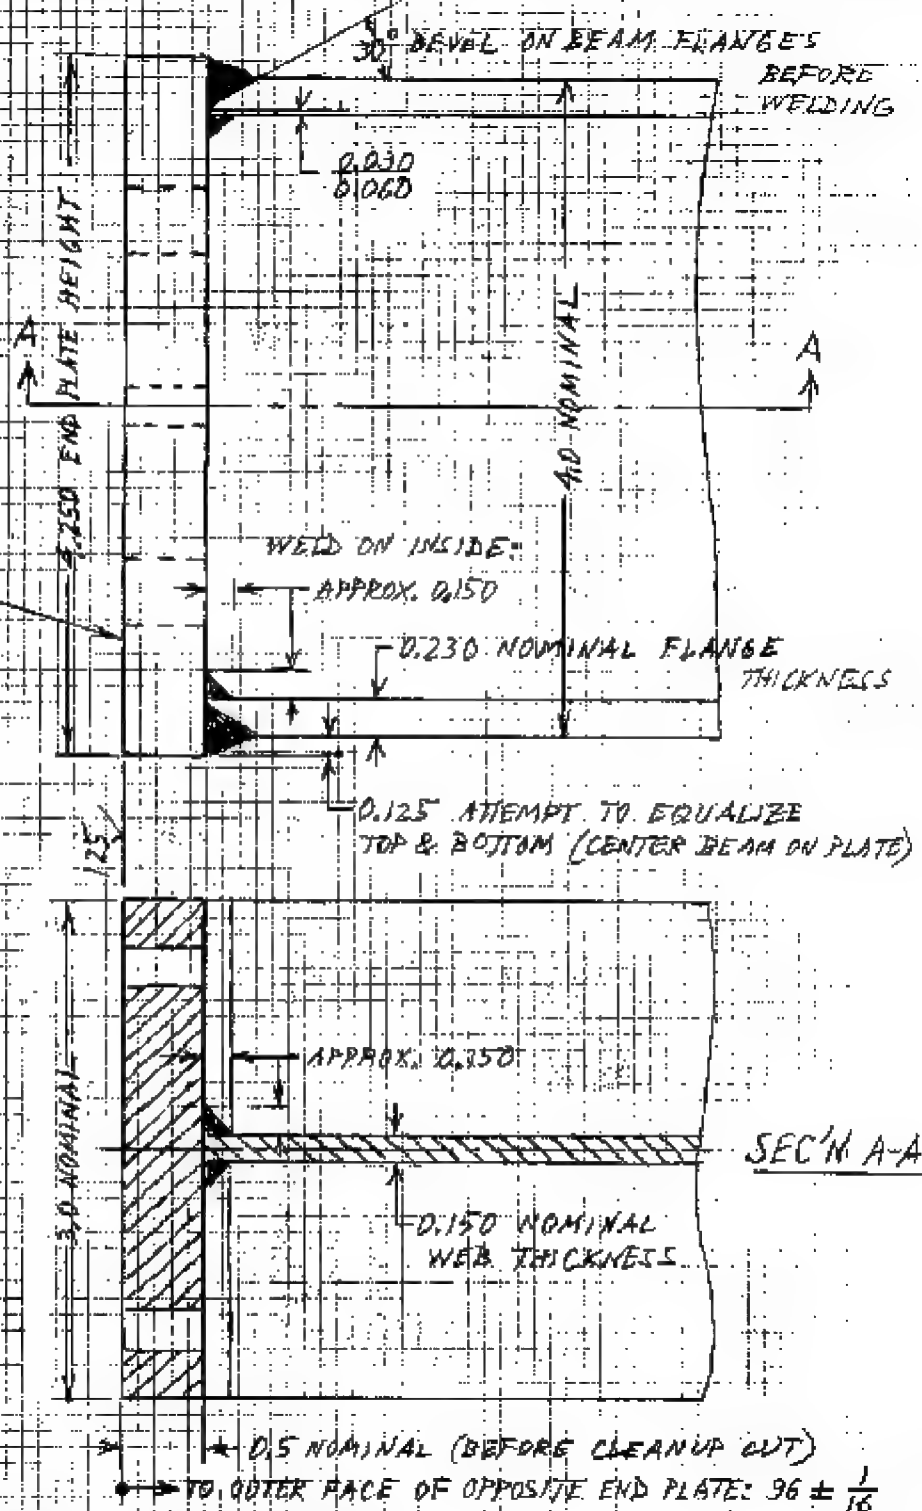 30° BEVEL ON BEAM FLANGES
BEFORE
WELDING
0.030
0.060
4.250 END PLATE HEIGHT
A
A
4.0 NOMINAL
WELD ON INSIDE:
APPROX. 0.150
0.230 NOMINAL FLANGE
THICKNESS
0.125 ATTEMPT TO EQUALIZE
TOP & BOTTOM (CENTER BEAM ON PLATE)
125
APPROX.
3.0 NOMINAL
SEC'N A-A
0.150 NOMINAL
WEB THICKNESS
0.5 NOMINAL (BEFORE CLEANUP CUT)
TO OUTER FACE OF OPPOSITE END PLATE: 96 ± 1/16